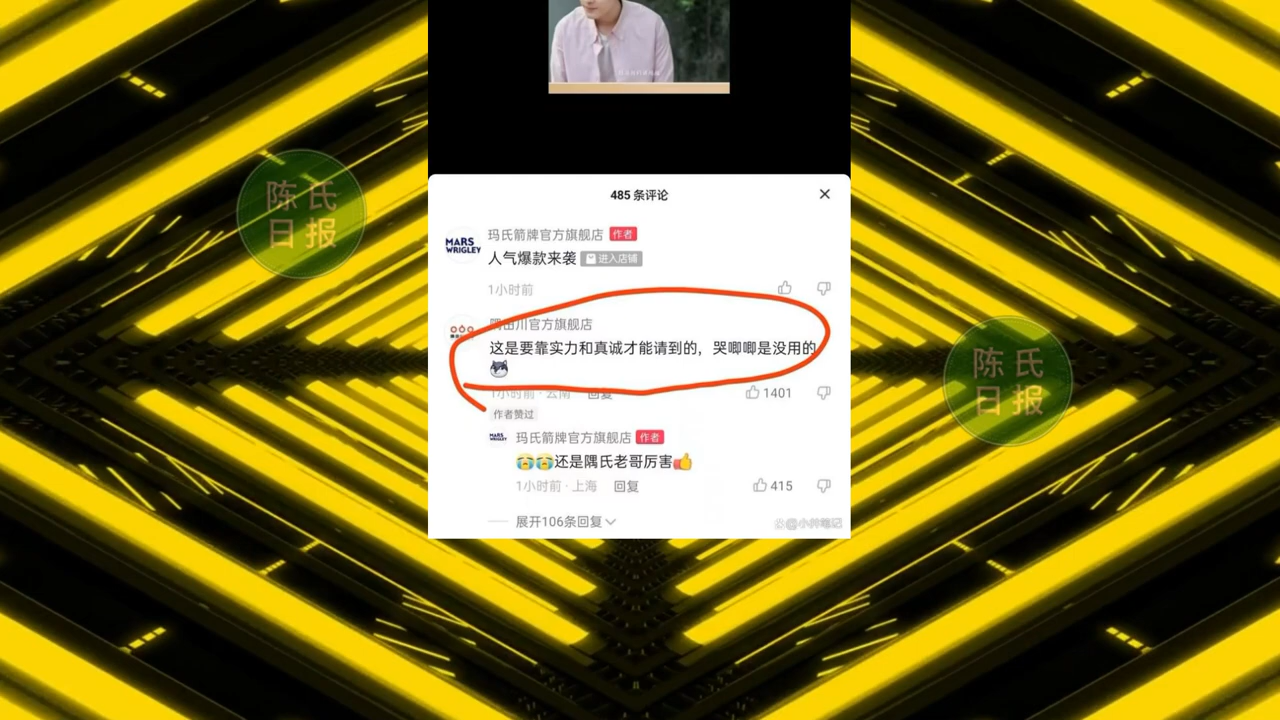 485 条评论
MARS
WRIGLEY
玛氏箭牌官方旗舰店 作者
人气爆款来袭 进入店铺
1小时前
隅田川官方旗舰店
这是要靠实力和真诚才能请到的，哭唧唧是没用的
1小时前·云南 回复 1401
作者赞过
MARS
WRIGLEY
玛氏箭牌官方旗舰店 作者
😭😭还是隅氏老哥厉害👍
1小时前·上海 回复 415
展开106条回复
陈氏
日报
陈氏
日报